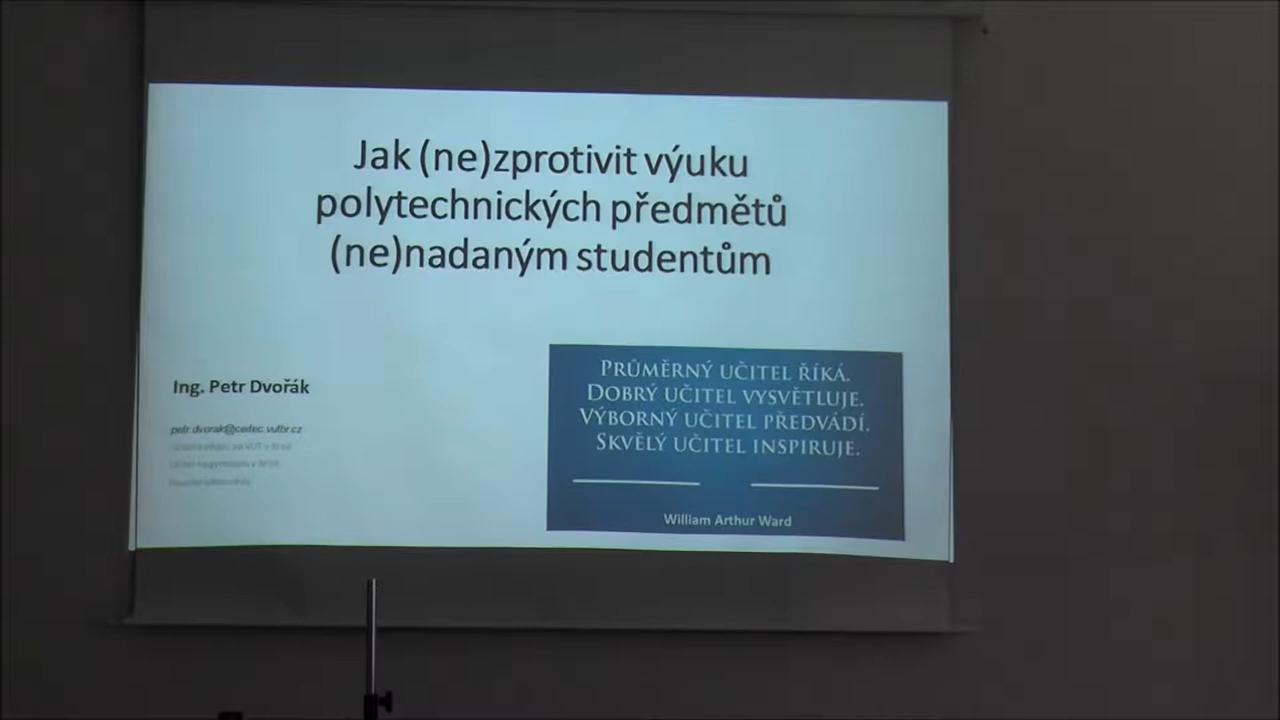 Jak (ne)zprotivit výuku
polytechnických předmětů
(ne)nadaným studentům
Ing. Petr Dvořák
petr.dvorak@ceitec.vutbr.cz
PRŮMĚRNÝ UČITEL ŘÍKÁ.
DOBRÝ UČITEL VYSVĚTLUJE.
VÝBORNÝ UČITEL PŘEDVÁDÍ.
SKVĚLÝ UČITEL INSPIRUJE.
William Arthur Ward